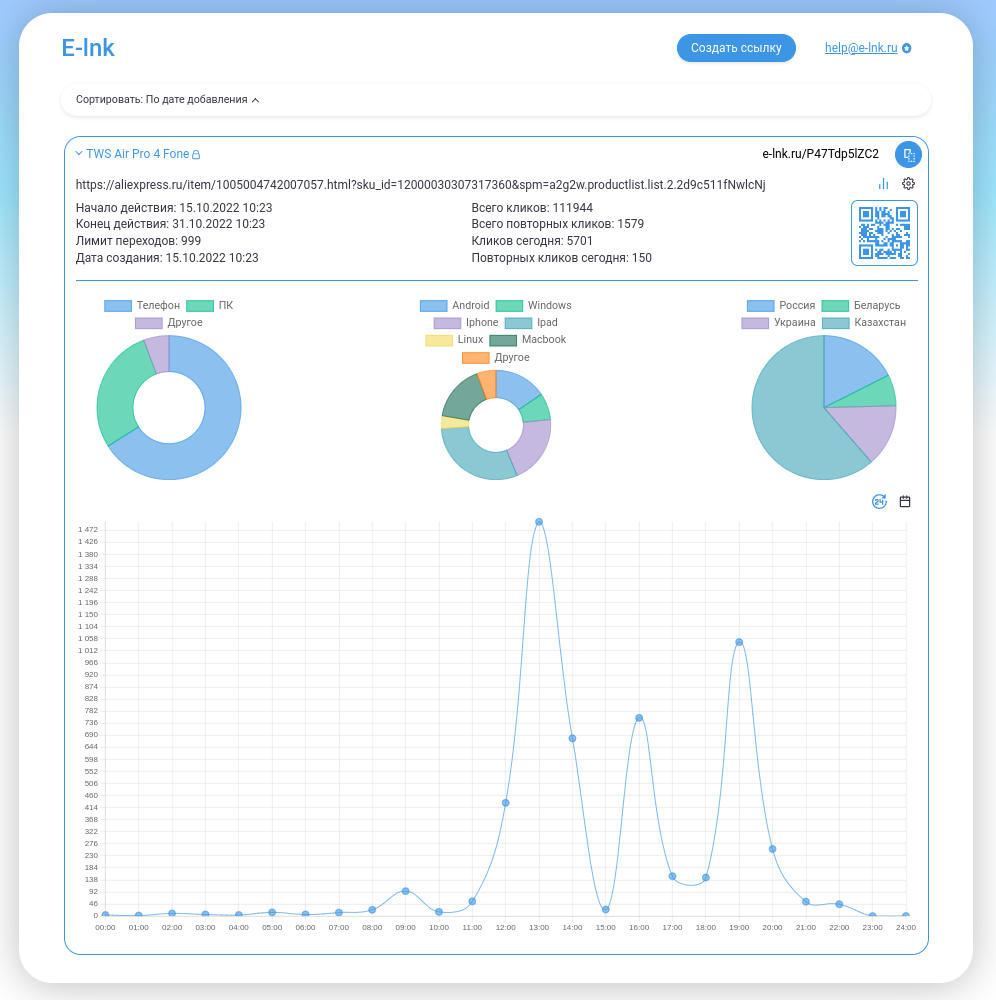 E-lnk
Создать ссылку
help@e-lnk.ru
Сортировать: По дате добавления
TWS Air Pro 4 Fone
e-lnk.ru/P47Tdp5lZC2
https://aliexpress.ru/item/1005004742007057.html?sku_id=12000030307317360&spm=a2g2w.productlist.list.2.2d9c511fNwlcNj
Начало действия: 15.10.2022 10:23
Конец действия: 31.10.2022 10:23
Лимит переходов: 999
Дата создания: 15.10.2022 10:23
Всего кликов: 111944
Всего повторных кликов: 1579
Кликов сегодня: 5701
Повторных кликов сегодня: 150
Телефон ПК
Другое
Android Windows
Iphone Ipad
Linux Macbook
Другое
Россия Беларусь
Украина Казахстан
24
1 472
1 426
1 380
1 334
1 288
1 242
1 196
1 150
1 104
1 058
1 012
966
920
874
828
782
736
690
644
598
552
506
460
414
368
322
276
230
184
138
92
46
0
00:00 01:00 02:00 03:00 04:00 05:00 06:00 07:00 08:00 09:00 10:00 11:00 12:00 13:00 14:00 15:00 16:00 17:00 18:00 19:00 20:00 21:00 22:00 23:00 24:00